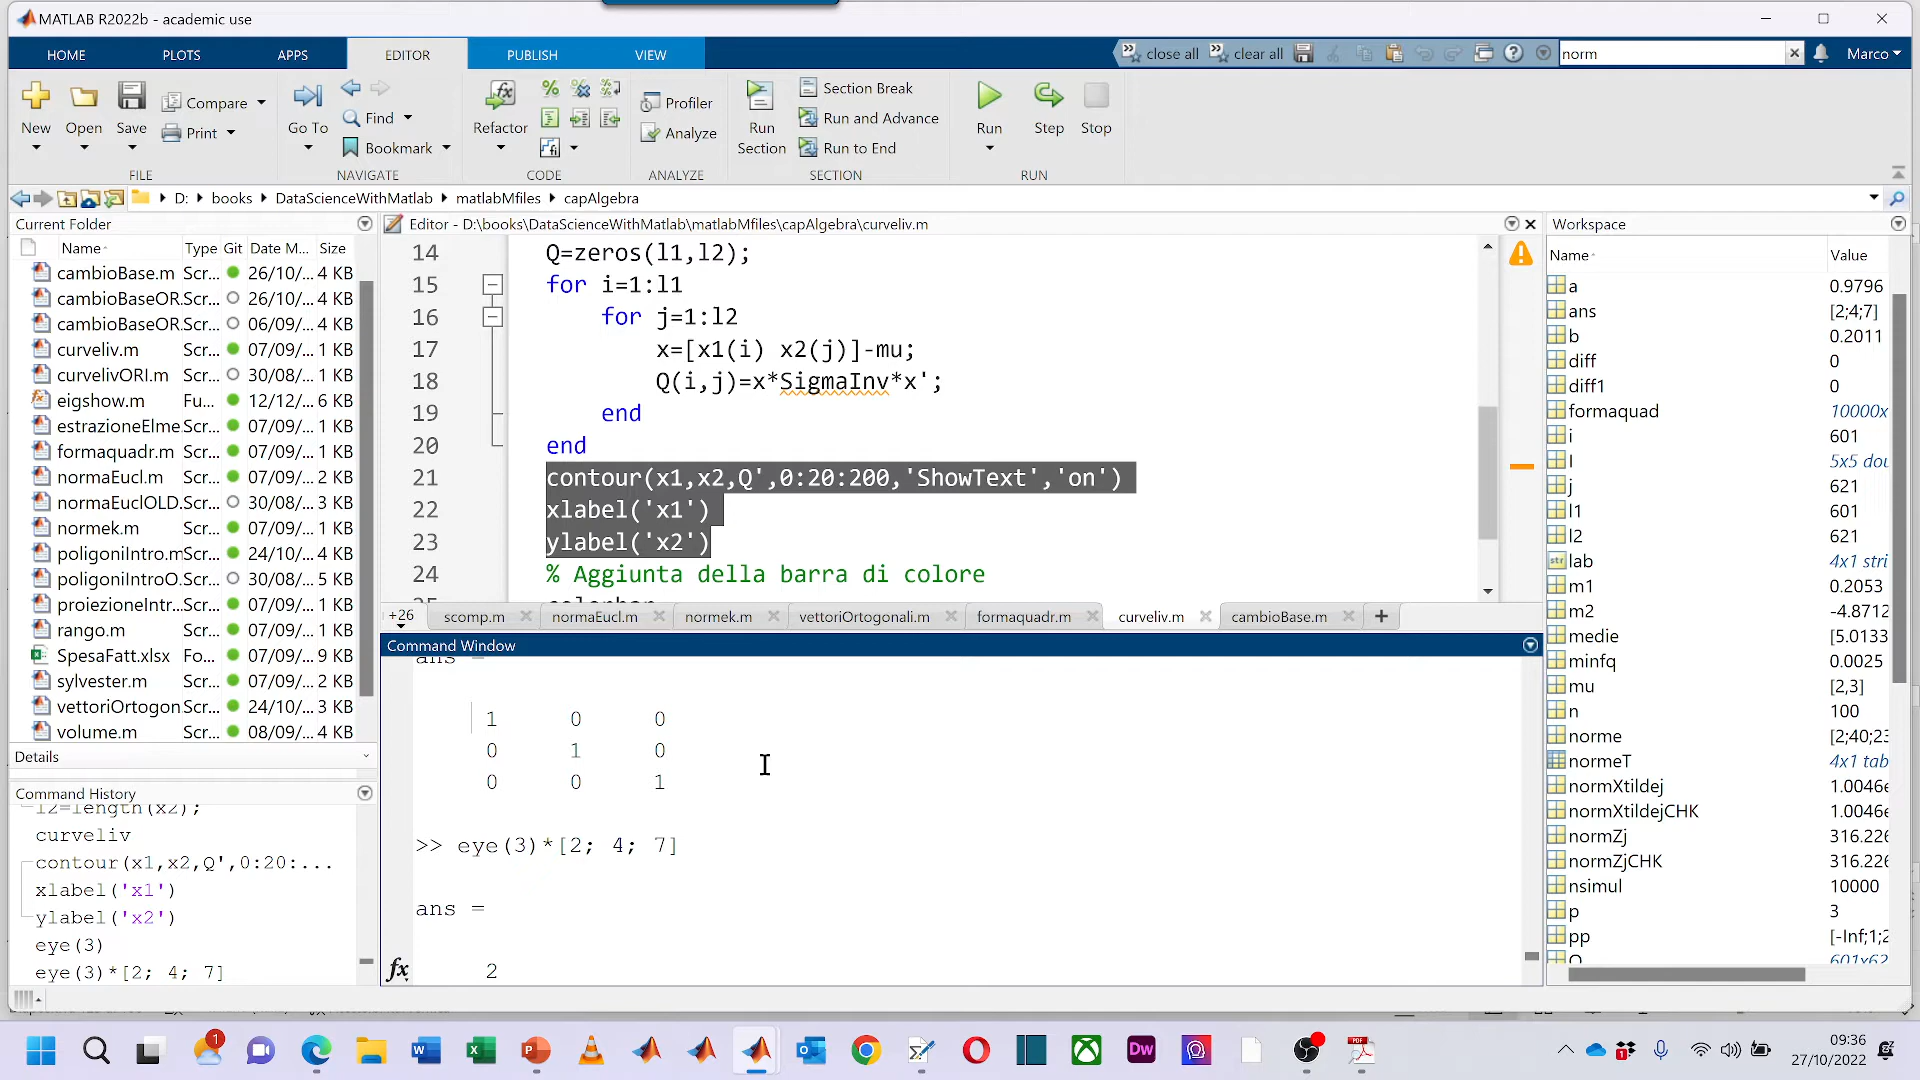 MATLAB R2022b - academic use
HOME PLOTS APPS EDITOR PUBLISH VIEW
close all clear all norm Marco
New Open Save Compare Print
Go To Find Bookmark
Refactor
Profiler Analyze
Run Section Section Break Run and Advance Run to End
Run Step Stop
FILE NAVIGATE CODE ANALYZE SECTION RUN
D: books DataScienceWithMatlab matlabMfiles capAlgebra
Current Folder
Name Type Git Date M... Size
cambioBase.m Scr... 26/10/... 4 KB
cambioBaseOR.Scr... 26/10/... 4 KB
cambioBaseOR.Scr... 06/09/... 4 KB
curveliv.m Scr... 07/09/... 1 KB
curvelivORI.m Scr... 30/08/... 1 KB
eigshow.m Fu... 12/12/... 6 KB
estrazioneElme Scr... 07/09/... 1 KB
formaquadr.m Scr... 07/09/... 1 KB
normaEucl.m Scr... 07/09/... 1 KB
normaEuclOLD.Scr... 30/08/... 3 KB
normek.m Scr... 07/09/... 1 KB
poligoniIntro.mScr... 24/10/... 4 KB
poligoniIntroO.Scr... 30/08/... 5 KB
proiezioneIntr...Scr... 07/09/... 1 KB
rango.m Scr... 07/09/... 1 KB
SpesaFatt.xlsx Fo... 07/09/... 9 KB
sylvester.m Scr... 07/09/... 2 KB
vettoriOrtogon Scr... 24/10/... 3 KB
volume.m Scr... 08/09/... 4 KB
Details
Command History
l2=length(x2);
curveliv
contour(x1,x2,Q',0:20:...
xlabel('x1')
ylabel('x2')
eye(3)
eye(3)*[2; 4; 7]
Editor - D:\books\DataScienceWithMatlab\matlabMfiles\capAlgebra\curveliv.m
14 Q=zeros(l1,l2);
15 for i=1:l1
16 for j=1:l2
17 x=[x1(i) x2(j)]-mu;
18 Q(i,j)=x*SigmaInv*x';
19 end
20 end
21 contour(x1,x2,Q',0:20:200,'ShowText','on')
22 xlabel('x1')
23 ylabel('x2')
24 % Aggiunta della barra di colore
+26 scomp.m normaEucl.m normek.m vettoriOrtogonali.m formaquadr.m curveliv.m cambioBase.m
Command Window
ans =
1 0 0
0 1 0
0 0 1
>> eye(3)*[2; 4; 7]
ans =
fx 2
Workspace
Name Value
a 0.9796
ans [2;4;7]
b 0.2011
diff 0
diff1 0
formaquad 10000x
i 601
I 5x5 dou
j 621
l1 601
l2 621
lab 4x1 stri
m1 0.2053
m2 -4.8712
medie [5.0133
minfq 0.0025
mu [2,3]
n 100
norme [2;40;23
normeT 4x1 tab
normXtildej 1.0046e
normXtildejCHK 1.0046e
normZj 316.226
normZjCHK 316.226
nsimul 10000
p 3
pp [-Inf;1;2
Q 601x62
09:36
27/10/2022